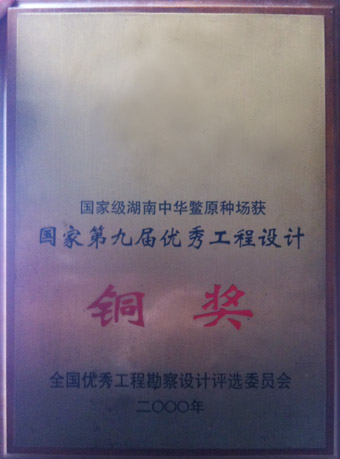 国家级湖南中华鳖原种场获
国家第九届优秀工程设计
铜奖
全国优秀工程勘察设计评选委员会
二〇〇〇年